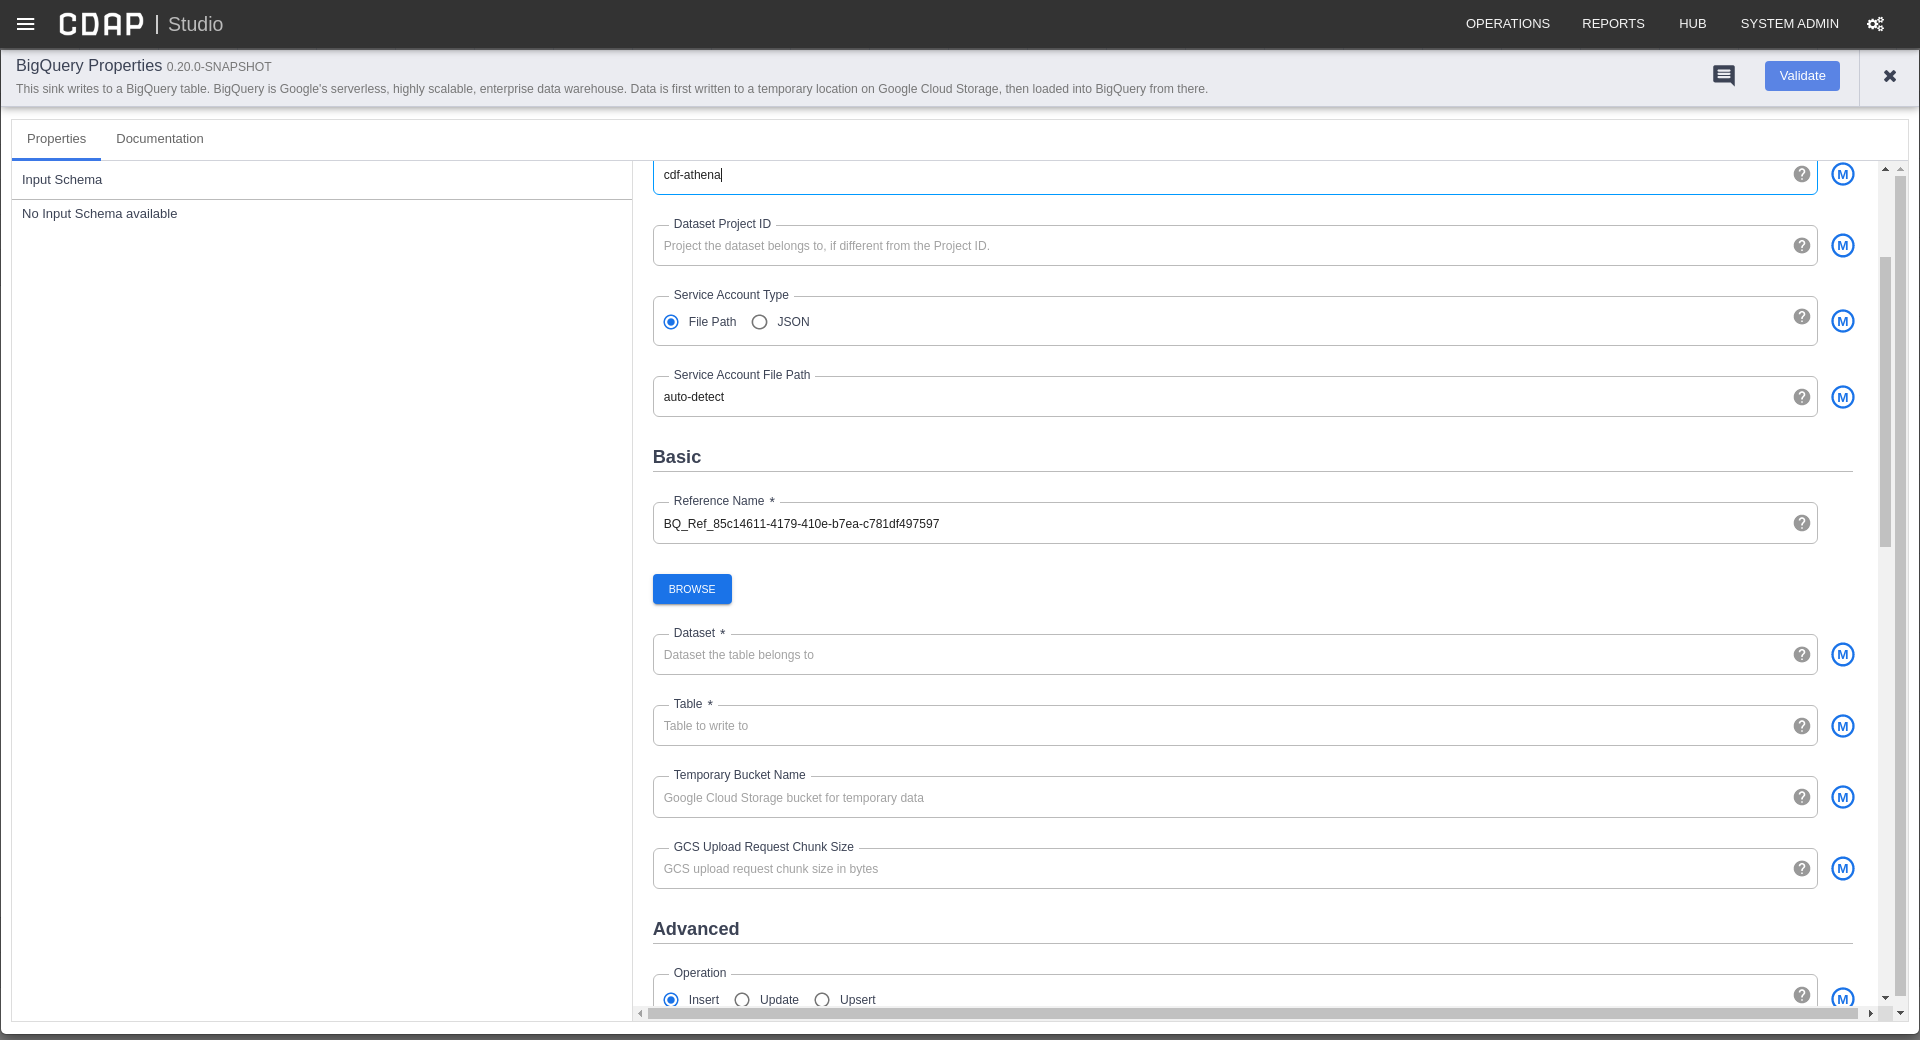 CDAP | Studio
OPERATIONS REPORTS HUB SYSTEM ADMIN
BigQuery Properties 0.20.0-SNAPSHOT
This sink writes to a BigQuery table. BigQuery is Google's serverless, highly scalable, enterprise data warehouse. Data is first written to a temporary location on Google Cloud Storage, then loaded into BigQuery from there.
Validate
Properties Documentation
Input Schema
No Input Schema available
cdf-athena
M
Dataset Project ID
Project the dataset belongs to, if different from the Project ID.
M
Service Account Type
File Path JSON
M
Service Account File Path
auto-detect
M
Basic
Reference Name *
BQ_Ref_85c14611-4179-410e-b7ea-c781df497597
BROWSE
Dataset *
Dataset the table belongs to
M
Table *
Table to write to
M
Temporary Bucket Name
Google Cloud Storage bucket for temporary data
M
GCS Upload Request Chunk Size
GCS upload request chunk size in bytes
M
Advanced
Operation
Insert Update Upsert
M